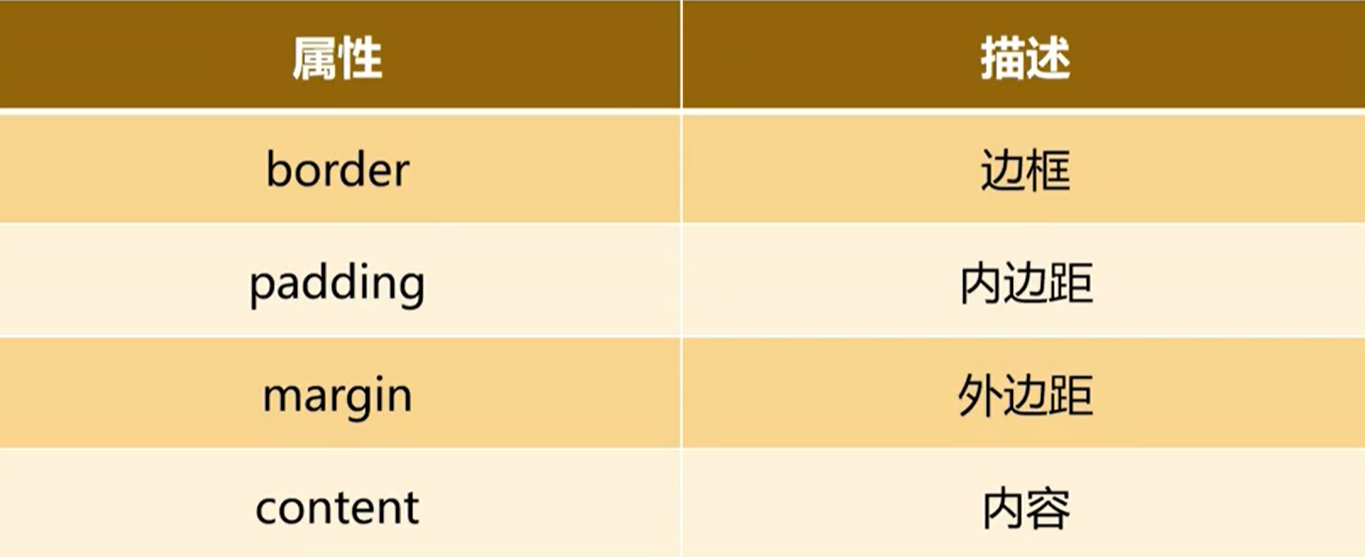 属性 描述
border 边框
padding 内边距
margin 外边距
content 内容